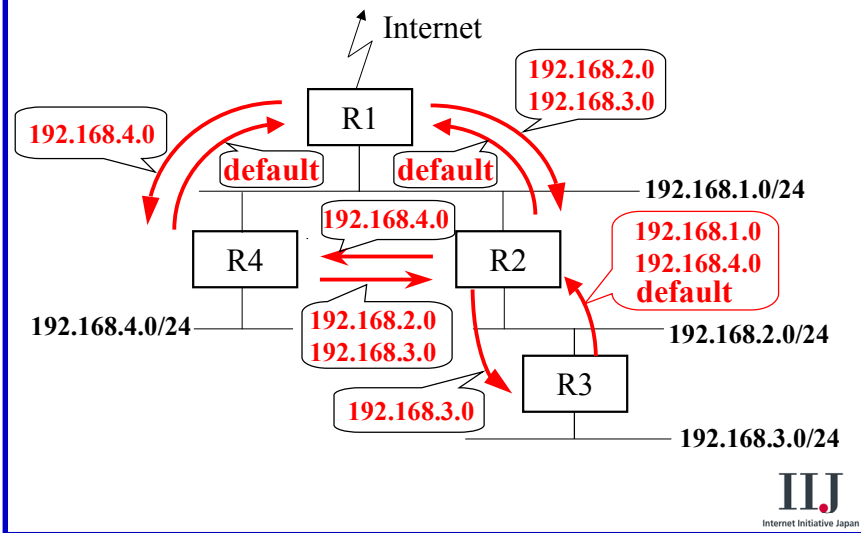 Internet
192.168.2.0
192.168.3.0
R1
192.168.4.0
default
default
192.168.1.0/24
192.168.4.0
192.168.1.0
192.168.4.0
default
R4
R2
192.168.2.0
192.168.3.0
192.168.4.0/24
192.168.2.0/24
R3
192.168.3.0
192.168.3.0/24
IIJ
Internet Initiative Japan